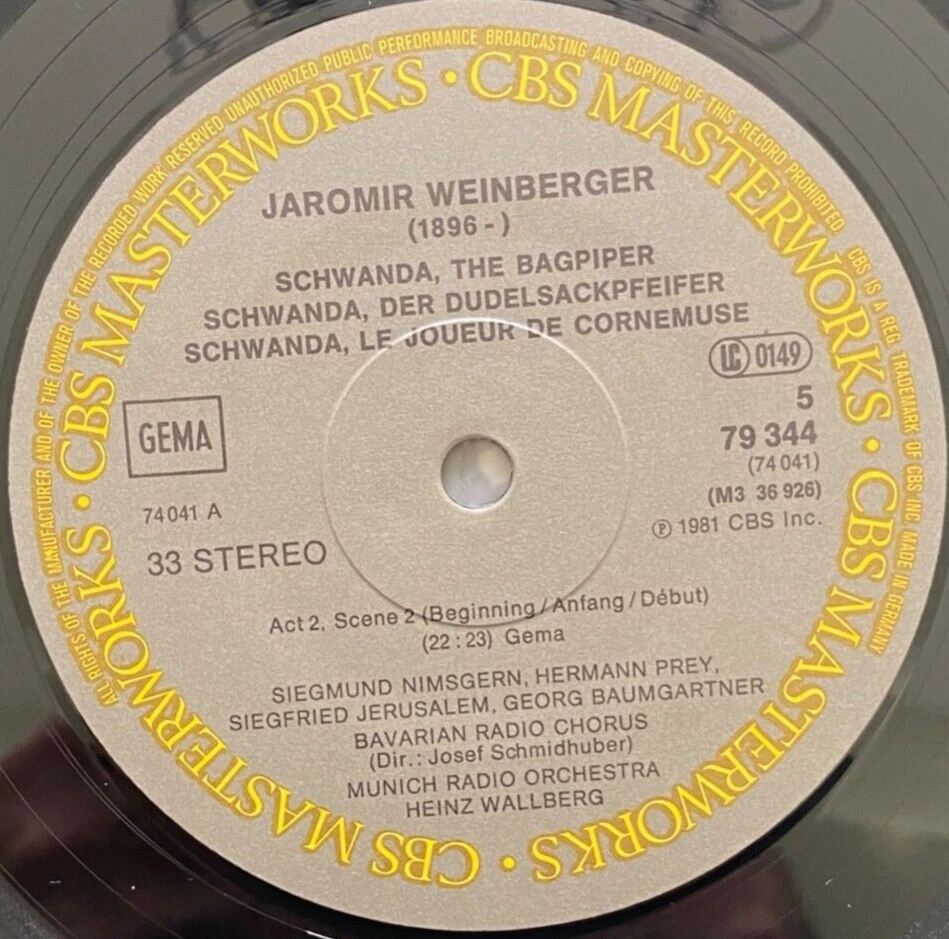 ALL RIGHTS OF THE MANUFACTURER AND OF THE OWNER OF THE RECORDED WORK RESERVED UNAUTHORIZED PUBLIC PERFORMANCE BROADCASTING AND COPYING OF THIS RECORD PROHIBITED CBS IS A REG. TRADEMARK OF CBS INC. MADE IN GERMANY
CBS MASTERWORKS • CBS MASTERWORKS • CBS MASTERWORKS • CBS MASTERWORKS •
JAROMIR WEINBERGER
(1896 - )
SCHWANDA, THE BAGPIPER
SCHWANDA, DER DUDELSACKPFEIFER
SCHWANDA, LE JOUEUR DE CORNEMUSE
LC 0149
GEMA
5
79 344
(74 041)
(M3 36 926)
℗ 1981 CBS Inc.
74041 A
33 STEREO
Act 2, Scene 2 (Beginning / Anfang / Début)
(22 : 23) Gema
SIEGMUND NIMSGERN, HERMANN PREY,
SIEGFRIED JERUSALEM, GEORG BAUMGARTNER
BAVARIAN RADIO CHORUS
(Dir.: Josef Schmidhuber)
MUNICH RADIO ORCHESTRA
HEINZ WALLBERG